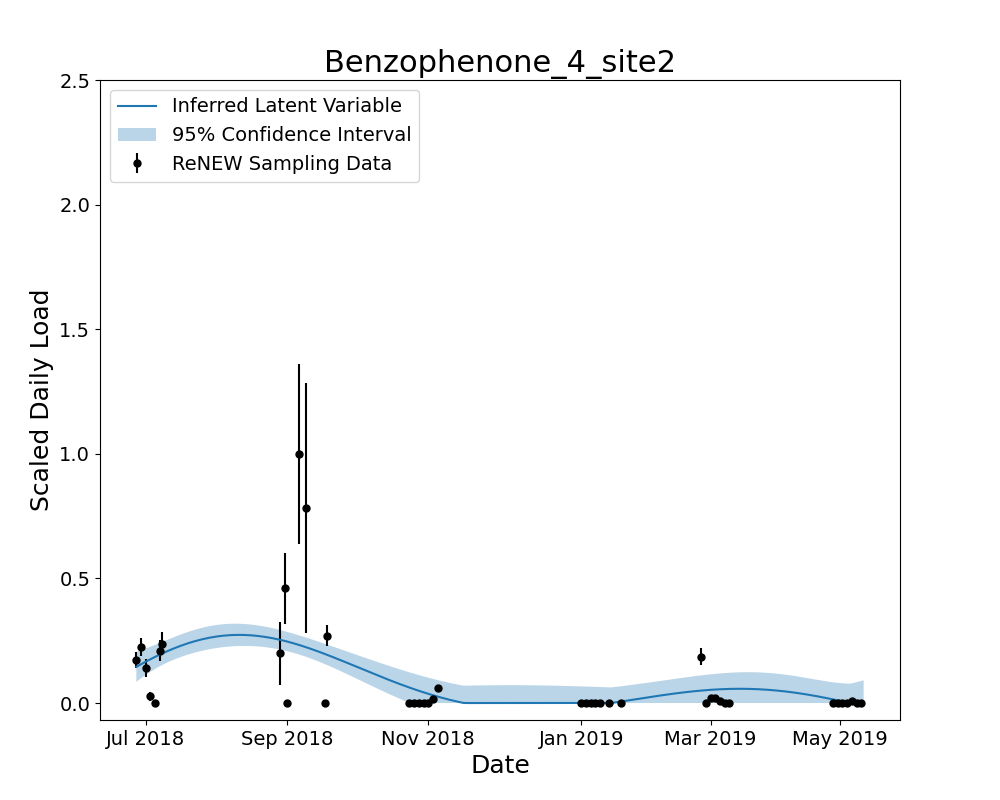 Benzophenone_4_site2
Inferred Latent Variable
95% Confidence Interval
ReNEW Sampling Data
Scaled Daily Load
2.5
2.0
1.5
1.0
0.5
0.0
Jul 2018
Sep 2018
Nov 2018
Jan 2019
Mar 2019
May 2019
Date